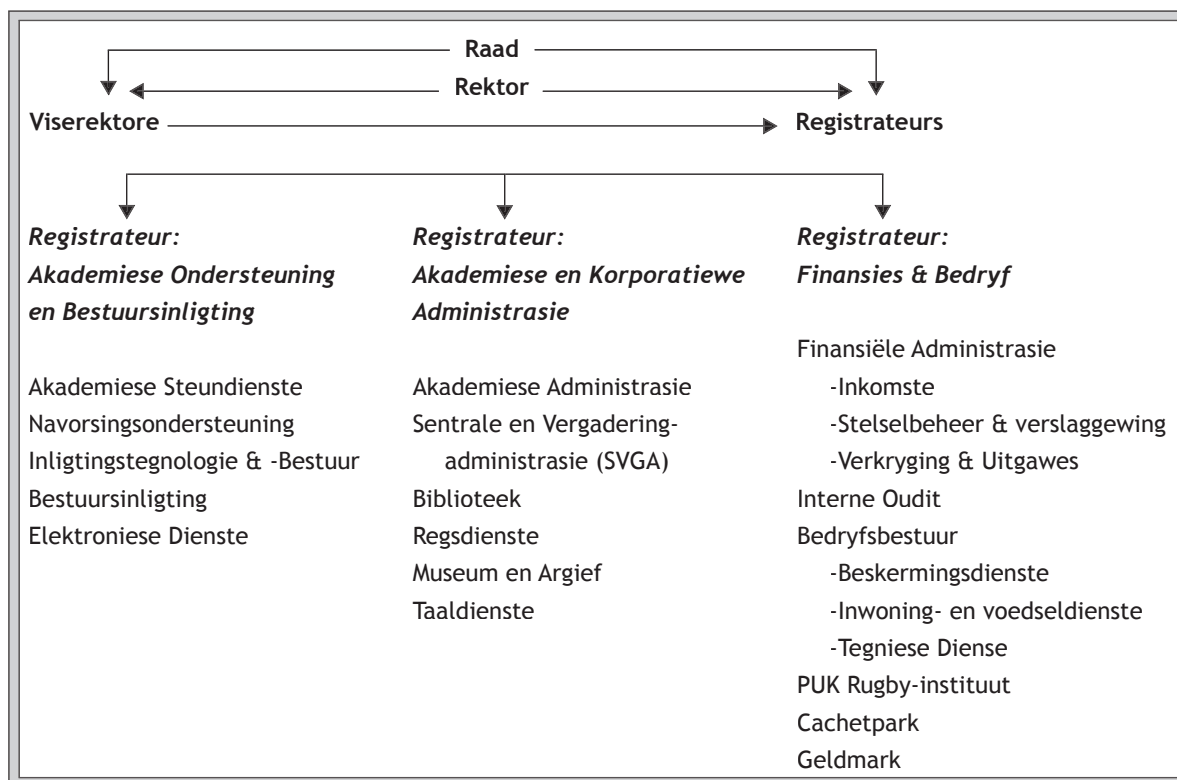 Raad
Rektor
Viserektore
Registrateurs
Registrateur:
Akademiese Ondersteuning
en Bestuursinligting
Akademiese Steundienste
Navorsingsondersteuning
Inligtingstegnologie & -Bestuur
Bestuursinligting
Elektroniese Dienste
Registrateur:
Akademiese en Korporatiewe
Administrasie
Akademiese Administrasie
Sentrale en Vergadering-
administrasie (SVGA)
Biblioteek
Regsdienste
Museum en Argief
Taaldienste
Registrateur:
Finansies & Bedryf
Finansiële Administrasie
-Inkomste
-Stelselbeheer & verslaggewing
-Verkryging & Uitgawes
Interne Oudit
Bedryfsbestuur
-Beskermingsdienste
-Inwoning- en voedseldienste
-Tegniese Diense
PUK Rugby-instituut
Cachetpark
Geldmark